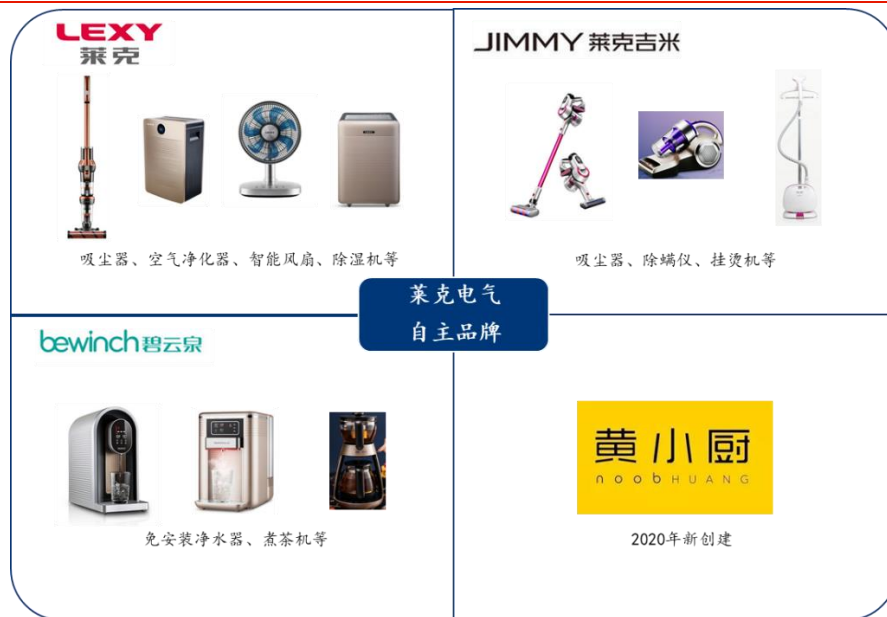 LEXY
莱克
JIMMY 莱克吉米
吸尘器、空气净化器、智能风扇、除湿机等
吸尘器、除螨仪、挂烫机等
莱克电气
自主品牌
bewinch碧云泉
免安装净水器、煮茶机等
黄小厨
noobHUANG
2020年新创建